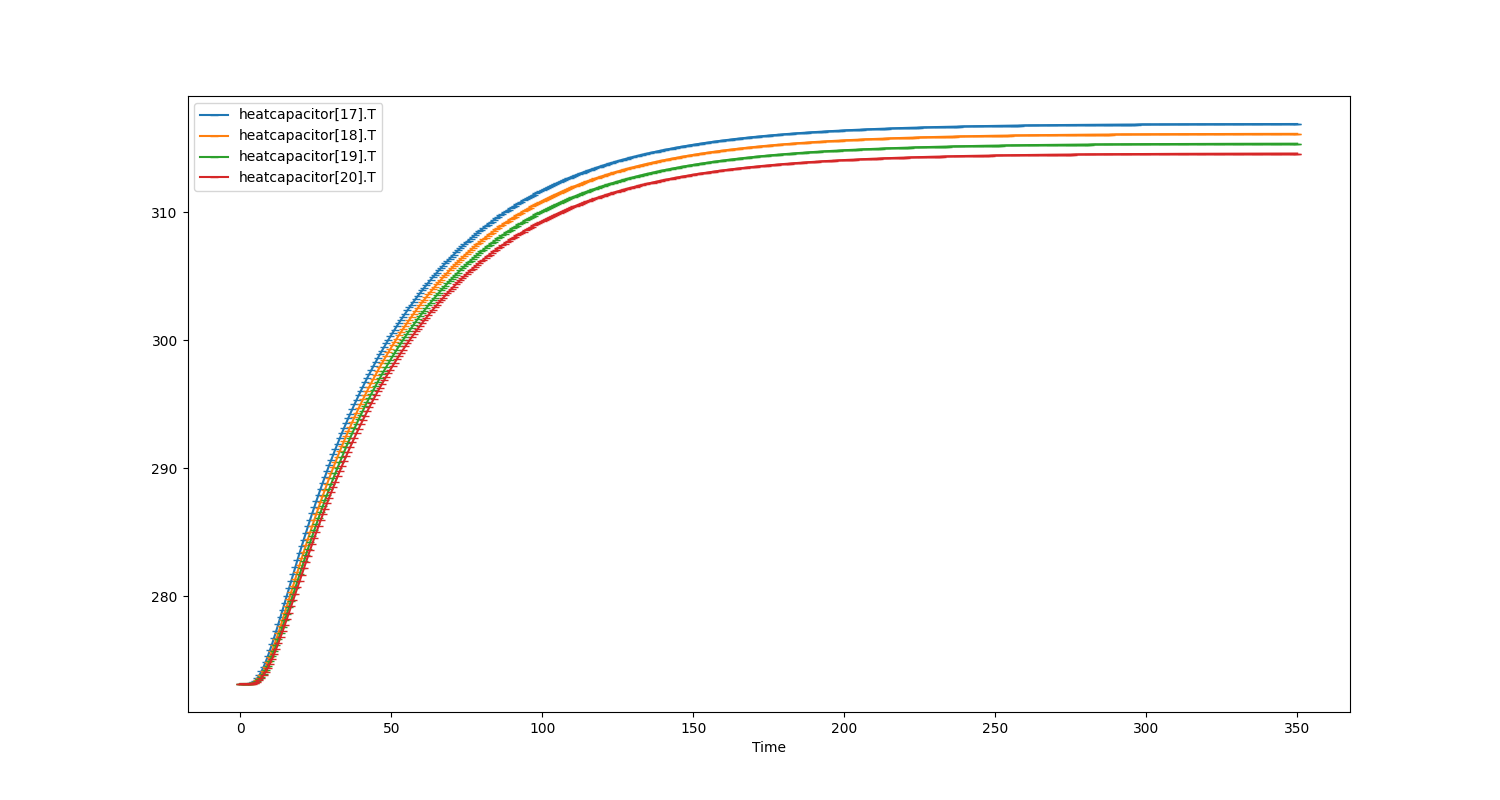 heatcapacitor[17].T
heatcapacitor[18].T
heatcapacitor[19].T
heatcapacitor[20].T
310
300
290
280
0 50 100 150 200 250 300 350
Time